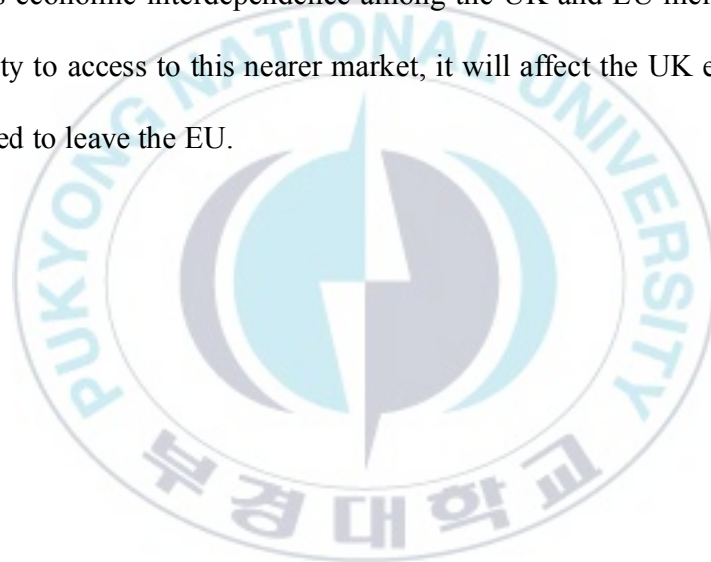 economic interdependence among the UK and EU
ty to access to this nearer market, it will affect the UK
ed to leave the EU.
PUKYONG NATIONAL UNIVERSITY
부경대학교